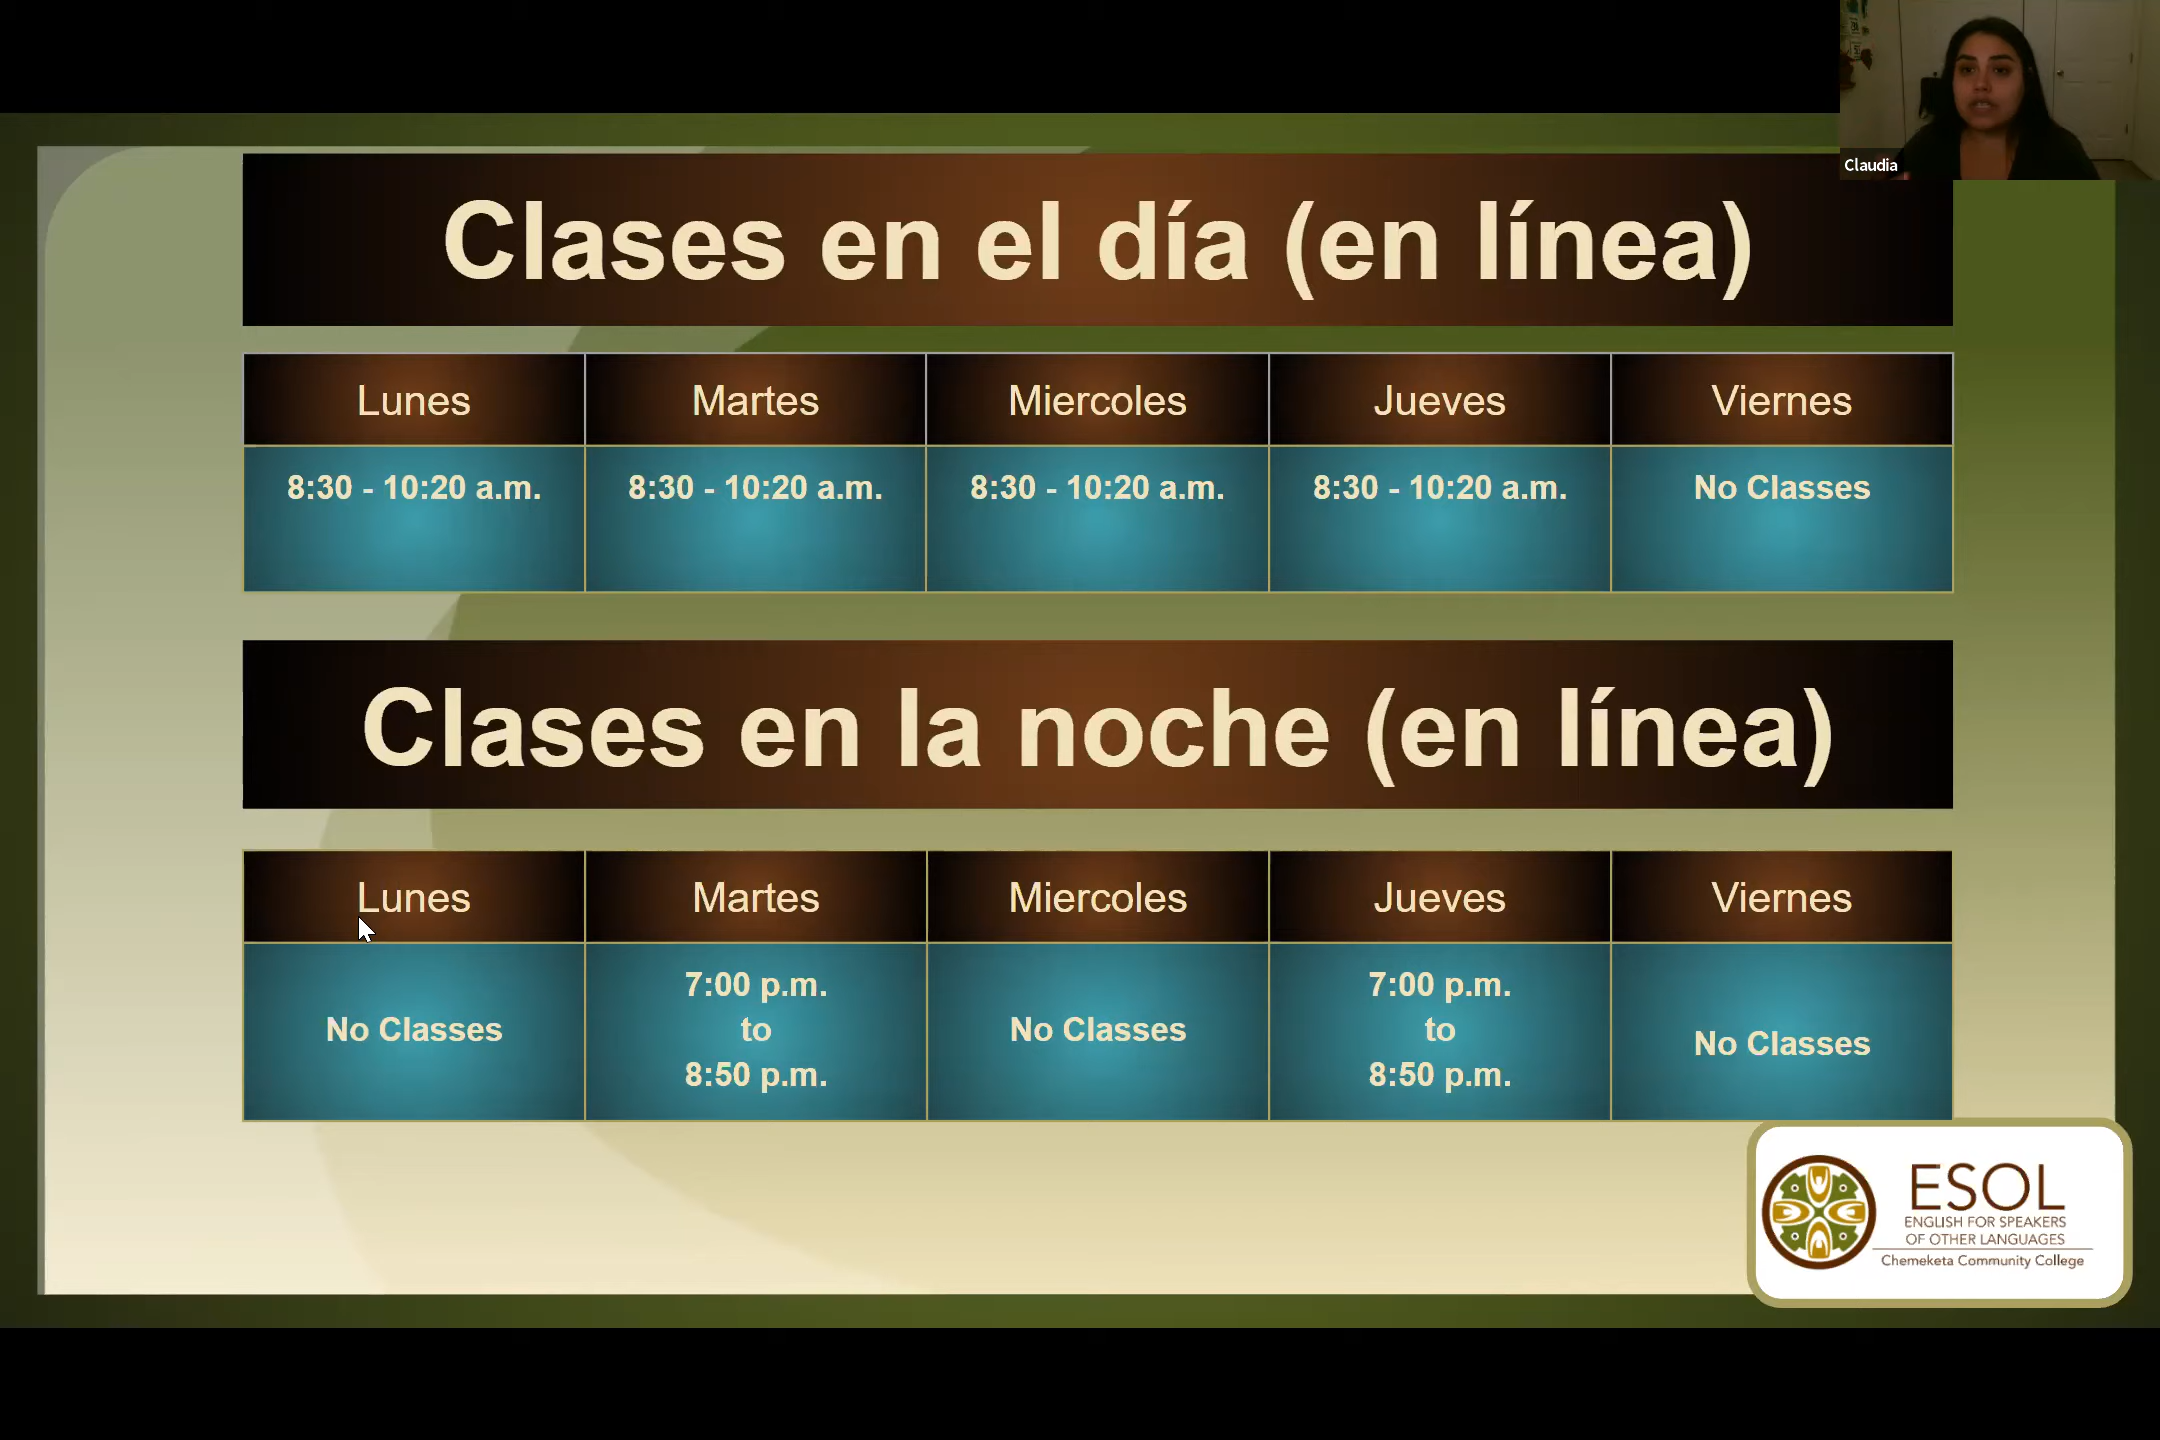 Claudia
Clases en el día (en línea)
Lunes Martes Miercoles Jueves Viernes
8:30 - 10:20 a.m. 8:30 - 10:20 a.m. 8:30 - 10:20 a.m. 8:30 - 10:20 a.m. No Classes
Clases en la noche (en línea)
Lunes Martes Miercoles Jueves Viernes
No Classes 7:00 p.m. to 8:50 p.m. No Classes 7:00 p.m. to 8:50 p.m. No Classes
ESOL
ENGLISH FOR SPEAKERS
OF OTHER LANGUAGES
Chemeketa Community College